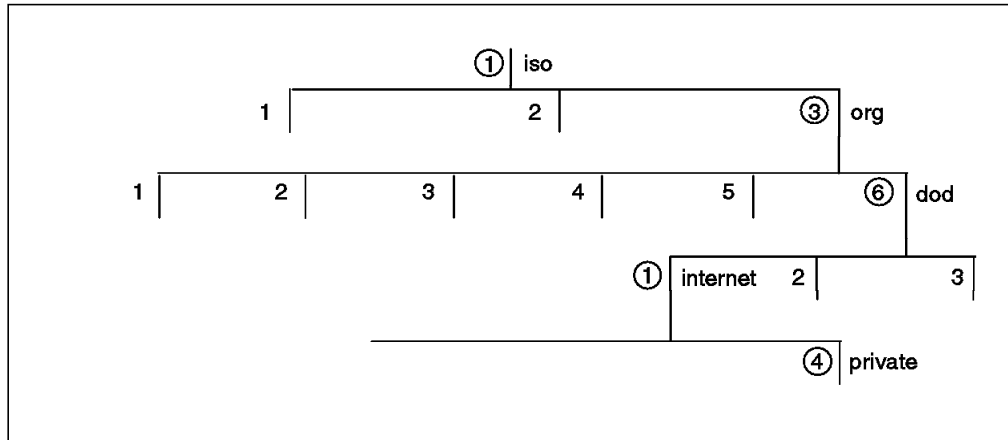 1 iso
1 2 3 org
1 2 3 4 5 6 dod
1 internet 2 3
4 private